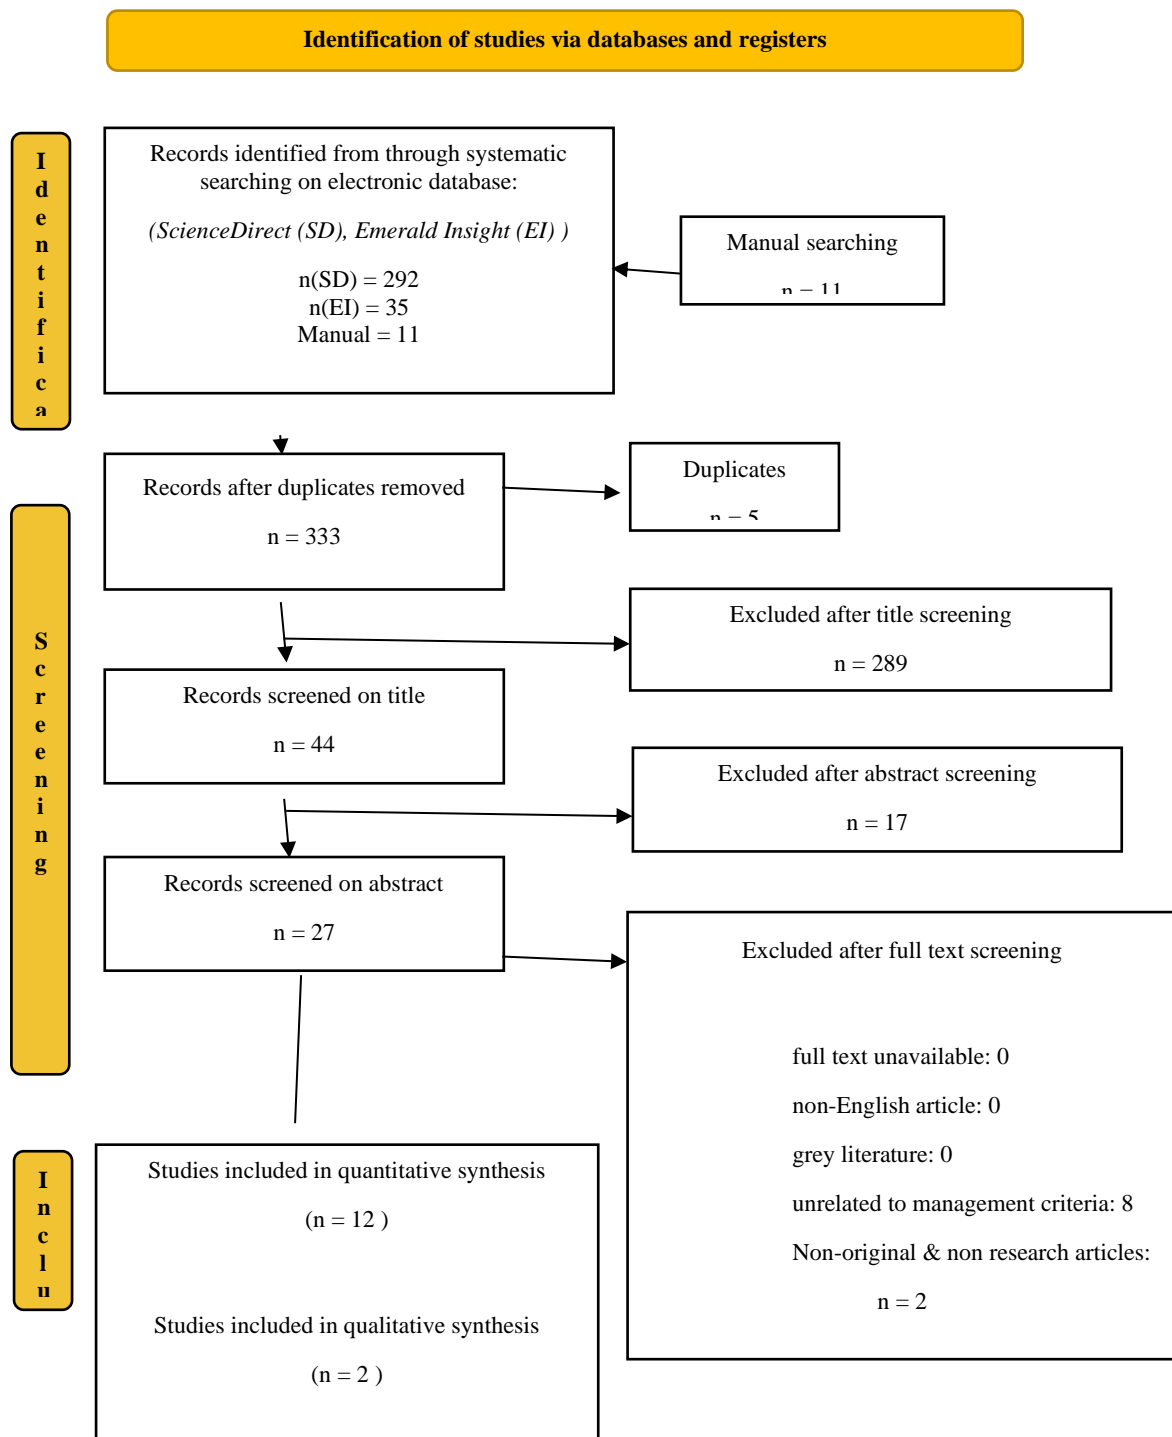 Identification of studies via databases and registers
Identifica
Records identified from through systematic
searching on electronic database:
(ScienceDirect (SD), Emerald Insight (EI) )
n(SD) = 292
n(EI) = 35
Manual = 11
Manual searching
n = 11
Records after duplicates removed
n = 333
Duplicates
n = 5
Screening
Excluded after title screening
n = 289
Records screened on title
n = 44
Excluded after abstract screening
n = 17
Records screened on abstract
n = 27
Excluded after full text screening
full text unavailable: 0
non-English article: 0
grey literature: 0
unrelated to management criteria: 8
Non-original & non research articles:
n = 2
Inclu
Studies included in quantitative synthesis
(n = 12 )
Studies included in qualitative synthesis
(n = 2 )